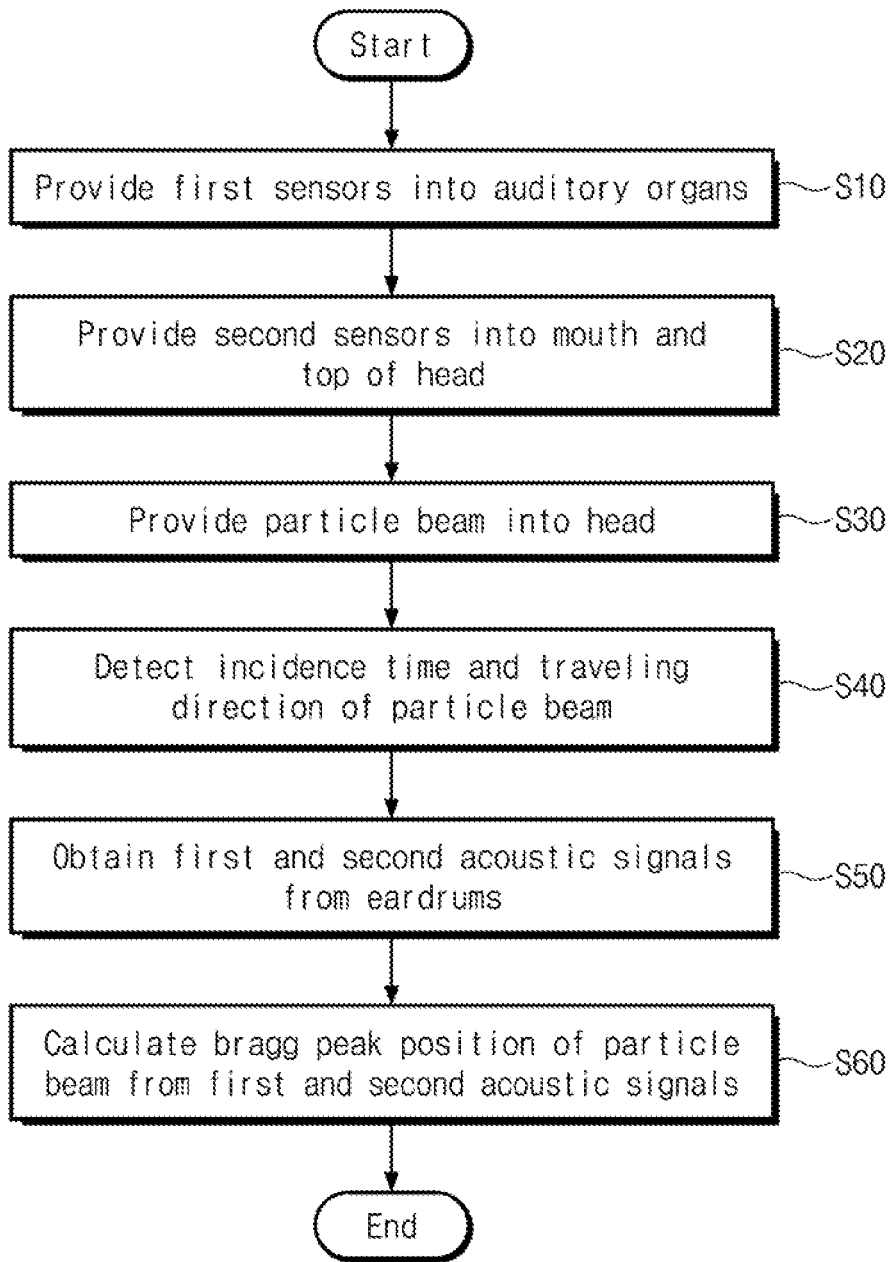 Start
Provide first sensors into auditory organs
S10
Provide second sensors into mouth and
top of head
S20
Provide particle beam into head
S30
Detect incidence time and traveling
direction of particle beam
S40
Obtain first and second acoustic signals
from eardrums
S50
Calculate bragg peak position of particle
beam from first and second acoustic signals
S60
End